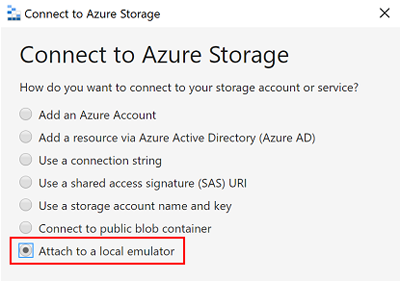 Connect to Azure Storage
Connect to Azure Storage
How do you want to connect to your storage account or service?
Add an Azure Account
Add a resource via Azure Active Directory (Azure AD)
Use a connection string
Use a shared access signature (SAS) URI
Use a storage account name and key
Connect to public blob container
Attach to a local emulator